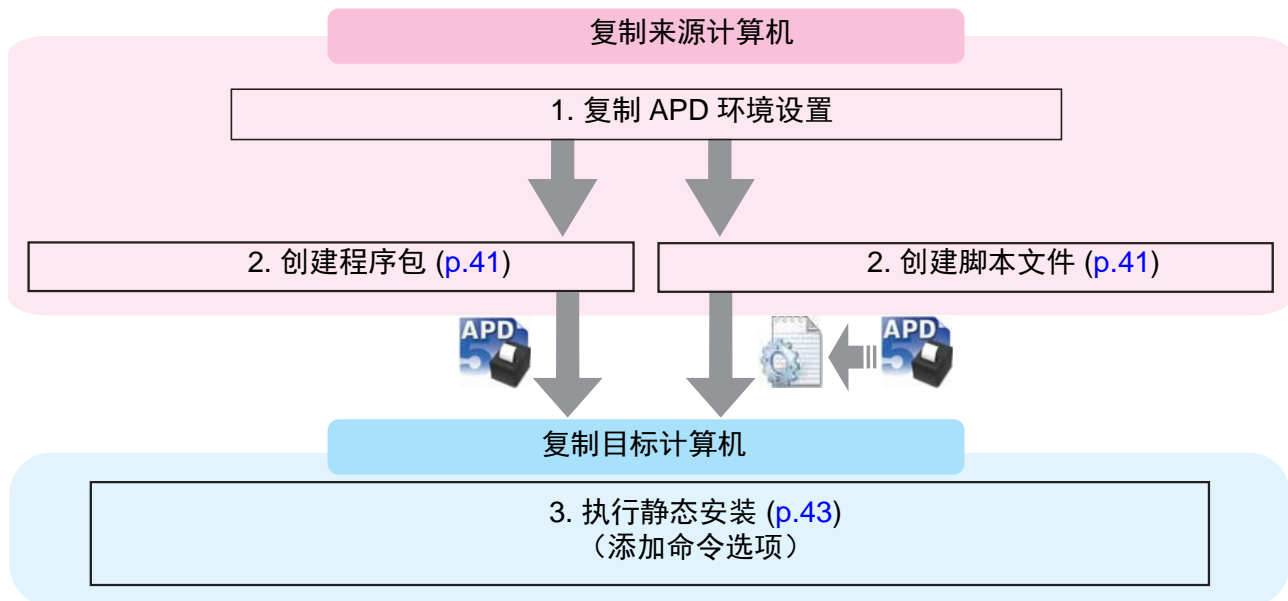 复制来源计算机
1. 复制 APD 环境设置
2. 创建程序包 (p.41)
2. 创建脚本文件 (p.41)
APD
5
APD
5
复制目标计算机
3. 执行静态安装 (p.43)
（添加命令选项）